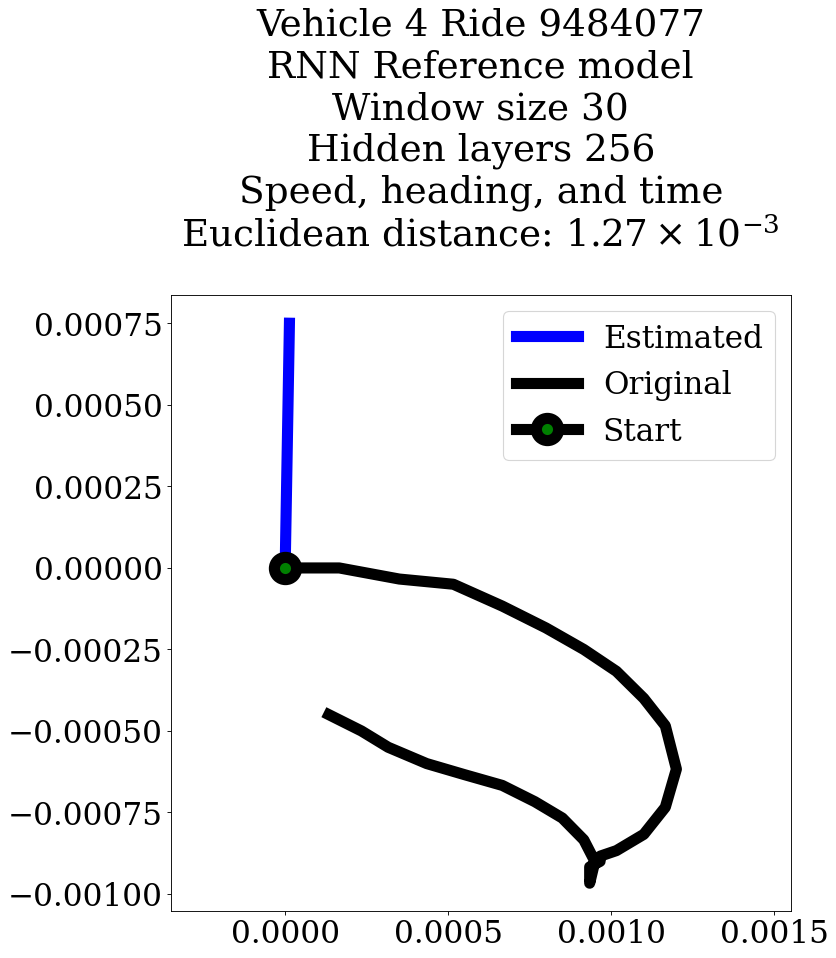 Vehicle 4 Ride 9484077
RNN Reference model
Window size 30
Hidden layers 256
Speed, heading, and time
Euclidean distance: 1.27 × 10⁻³
0.00075
0.00050
0.00025
0.00000
−0.00025
−0.00050
−0.00075
−0.00100
Estimated
Original
Start
0.0000 0.0005 0.0010 0.0015